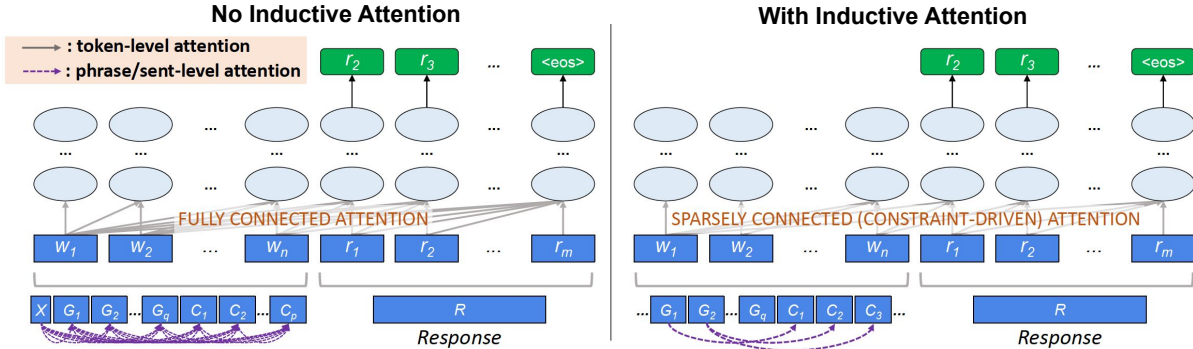 No Inductive Attention
: token-level attention
: phrase/sent-level attention
r2 r3 ... <eos>
... ...
... ...
... ...
FULLY CONNECTED ATTENTION
w1 w2 ... wn r1 r2 ... rm
X G1 G2 ... Gq C1 C2 ... Cp R
Response
With Inductive Attention
r2 r3 ... <eos>
... ...
... ...
... ...
SPARSELY CONNECTED (CONSTRAINT-DRIVEN) ATTENTION
w1 w2 ... wn r1 r2 ... rm
... G1 G2 ... Gq C1 C2 C3 ... R
Response